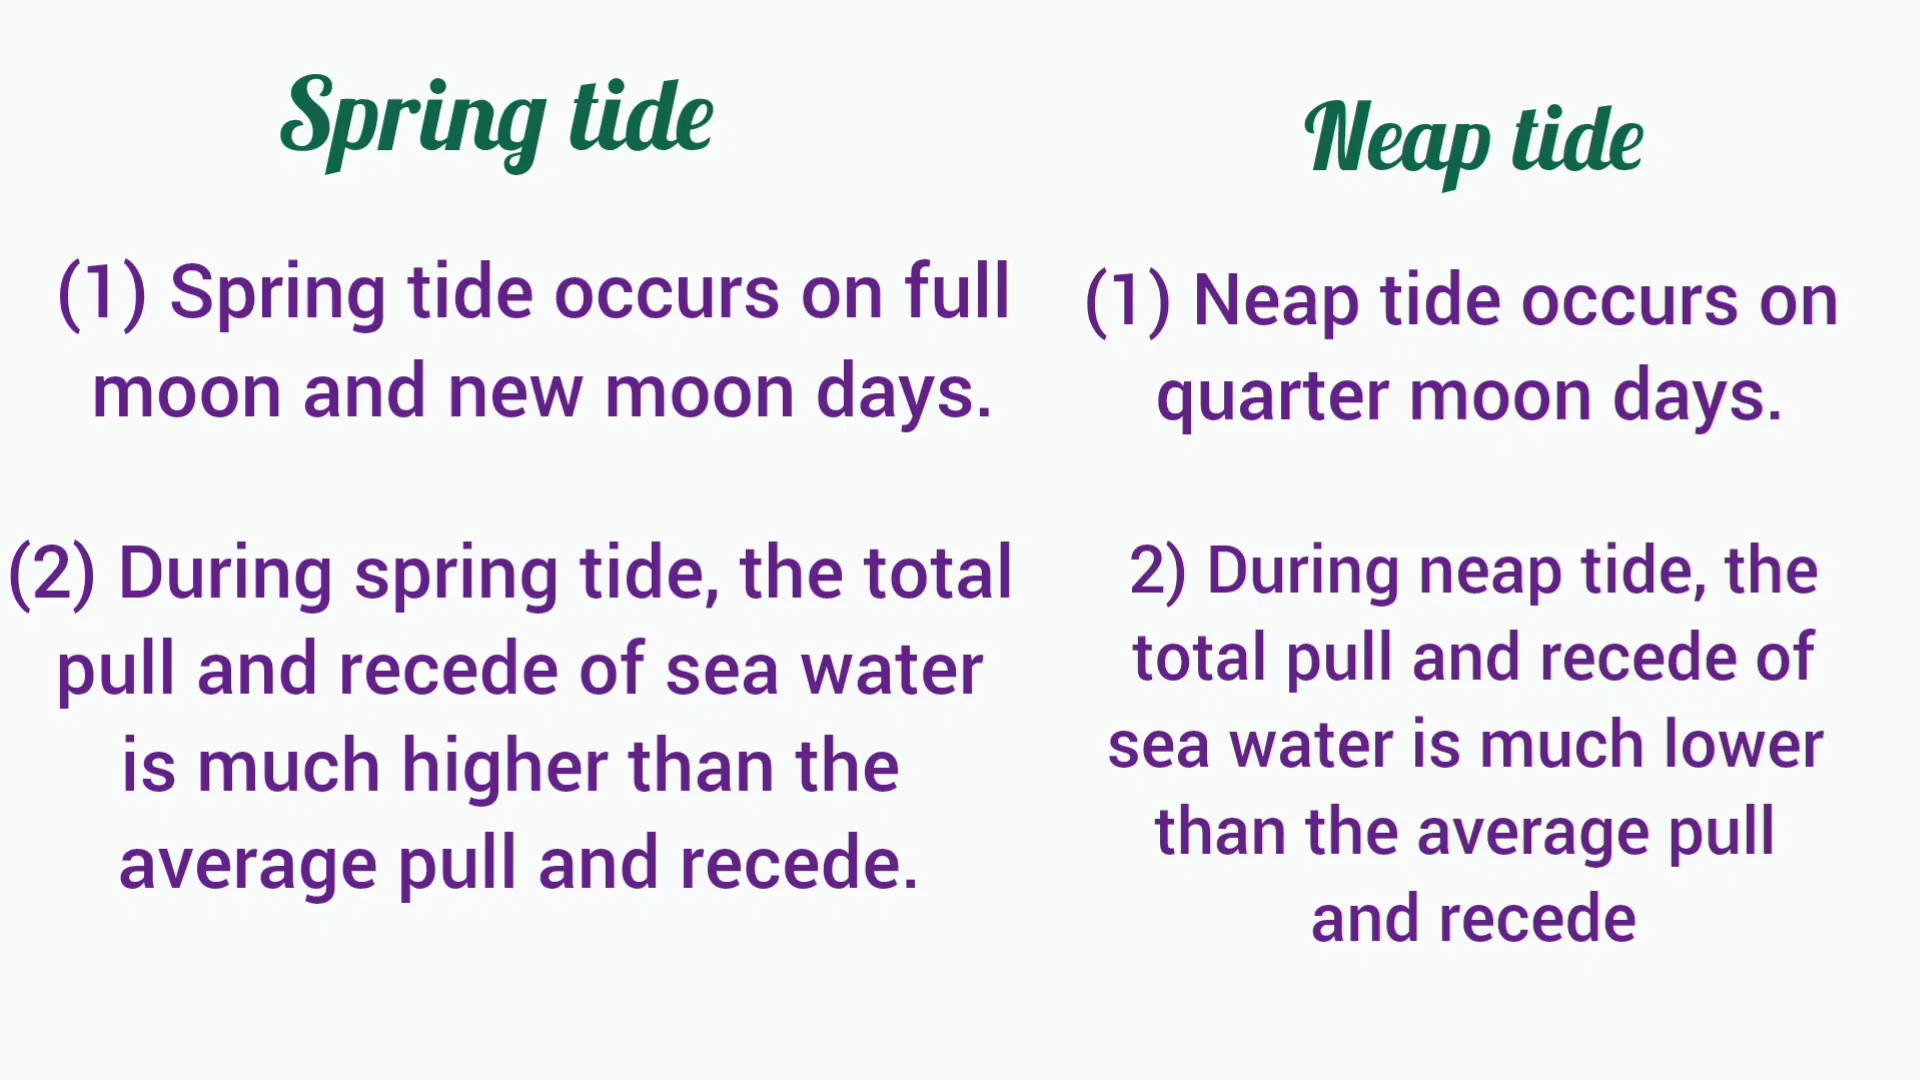 Spring tide
(1) Spring tide occurs on full
moon and new moon days.
(2) During spring tide, the total
pull and recede of sea water
is much higher than the
average pull and recede.
Neap tide
(1) Neap tide occurs on
quarter moon days.
2) During neap tide, the
total pull and recede of
sea water is much lower
than the average pull
and recede